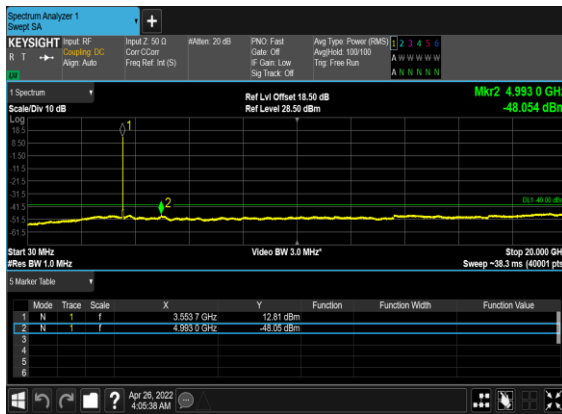 Spectrum Analyzer 1
Swept SA
KEYSIGHT Input: RF Input Z: 50 Ω #Atten: 20 dB PNO: Fast Avg Type: Power (RMS) 1 2 3 4 5 6
R T Coupling: DC Corr CCorr Gate: Off Avg|Hold: 100/100 A W W W W W
Align: Auto Freq Ref: Int (S) IF Gain: Low Trig: Free Run
Sig Track: Off A N N N N N
1 Spectrum
Ref Lvl Offset 18.50 dB Mkr2 4.993 0 GHz
Scale/Div 10 dB Ref Level 28.50 dBm -48.054 dBm
Log
1
18.5
8.50
-1.50
-11.5
-21.5
-31.5
2 DL1 -40.00 dBm
-41.5
-51.5
-61.5
Start 30 MHz Video BW 3.0 MHz* Stop 20.000 GHz
#Res BW 1.0 MHz Sweep ~38.3 ms (40001 pts)
5 Marker Table
Mode Trace Scale X Y Function Function Width Function Value
1 N 1 f 3.553 7 GHz 12.81 dBm
2 N 1 f 4.993 0 GHz -48.05 dBm
3
4
5
6
Apr 26, 2022
4:05:38 AM